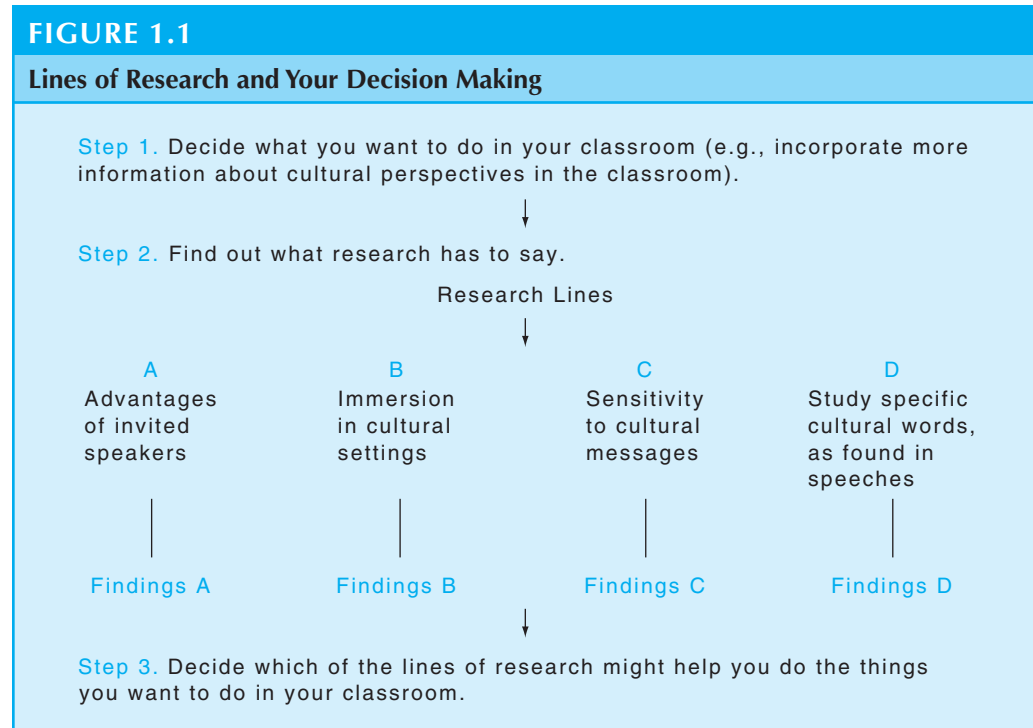 FIGURE 1.1
Lines of Research and Your Decision Making
Step 1. Decide what you want to do in your classroom (e.g., incorporate more
information about cultural perspectives in the classroom).
Step 2. Find out what research has to say.
Research Lines
A
Advantages
of invited
speakers
Findings A
B
Immersion
in cultural
settings
Findings B
C
Sensitivity
to cultural
messages
Findings C
D
Study specific
cultural words,
as found in
speeches
Findings D
Step 3. Decide which of the lines of research might help you do the things
you want to do in your classroom.